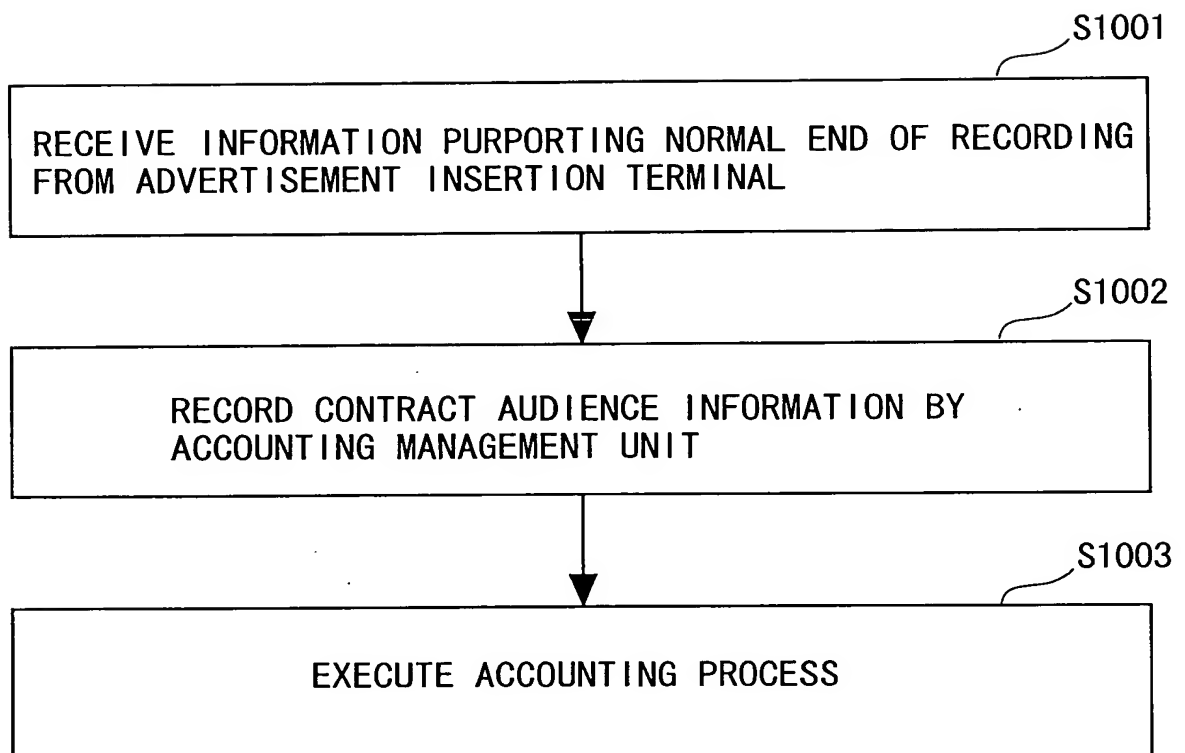 S1001
RECEIVE INFORMATION PURPORTING NORMAL END OF RECORDING
FROM ADVERTISEMENT INSERTION TERMINAL
S1002
RECORD CONTRACT AUDIENCE INFORMATION BY
ACCOUNTING MANAGEMENT UNIT
S1003
EXECUTE ACCOUNTING PROCESS